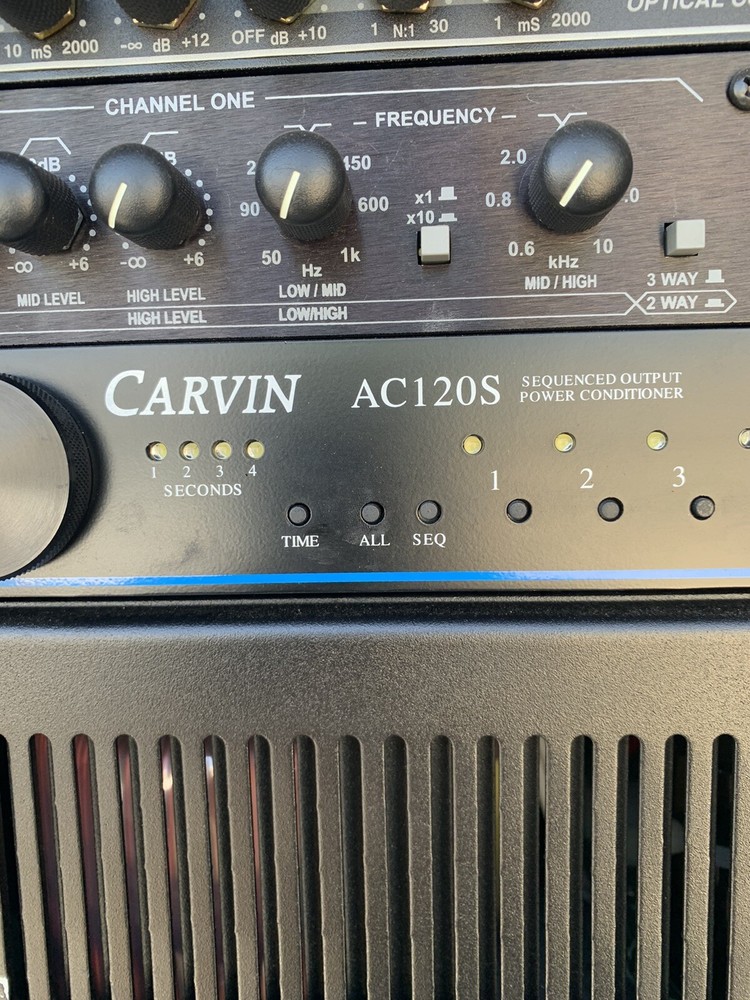 OPTICAL
10 mS 2000 -∞ dB +12 OFF dB +10 1 N:1 30 1 mS 2000
CHANNEL ONE
FREQUENCY
dB
450
2.0
90
600
x1
0.8
x10
-∞ +6
-∞ +6
50 1k
Hz
0.6 10
kHz
MID LEVEL
HIGH LEVEL
LOW / MID
MID / HIGH
3 WAY
HIGH LEVEL
LOW/HIGH
2 WAY
CARVIN AC120S SEQUENCED OUTPUT
POWER CONDITIONER
1 2 3 4
SECONDS
1 2 3
TIME ALL SEQ